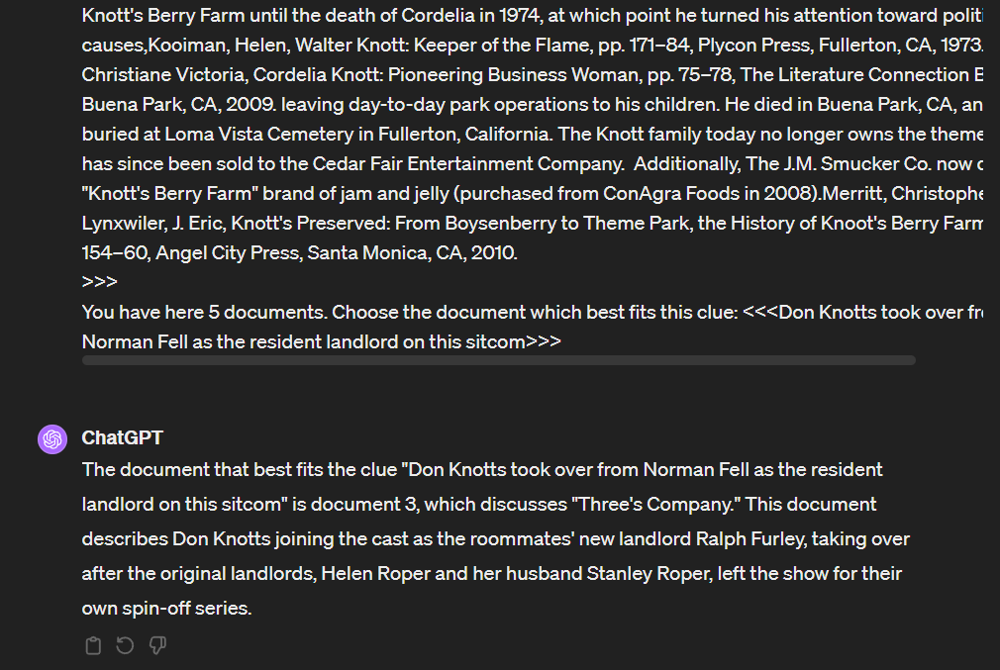 Knott's Berry Farm until the death of Cordelia in 1974, at which point he turned his attention toward politi
causes,Kooiman, Helen, Walter Knott: Keeper of the Flame, pp. 171–84, Plycon Press, Fullerton, CA, 1973.
Christiane Victoria, Cordelia Knott: Pioneering Business Woman, pp. 75–78, The Literature Connection B
Buena Park, CA, 2009. leaving day-to-day park operations to his children. He died in Buena Park, CA, an
buried at Loma Vista Cemetery in Fullerton, California. The Knott family today no longer owns the theme
has since been sold to the Cedar Fair Entertainment Company.  Additionally, The J.M. Smucker Co. now o
"Knott's Berry Farm" brand of jam and jelly (purchased from ConAgra Foods in 2008).Merritt, Christophe
Lynxwiler, J. Eric, Knott's Preserved: From Boysenberry to Theme Park, the History of Knoot's Berry Farm
154–60, Angel City Press, Santa Monica, CA, 2010.
>>>
You have here 5 documents. Choose the document which best fits this clue: <<<Don Knotts took over fr
Norman Fell as the resident landlord on this sitcom>>>
ChatGPT
The document that best fits the clue "Don Knotts took over from Norman Fell as the resident
landlord on this sitcom" is document 3, which discusses "Three's Company." This document
describes Don Knotts joining the cast as the roommates' new landlord Ralph Furley, taking over
after the original landlords, Helen Roper and her husband Stanley Roper, left the show for their
own spin-off series.